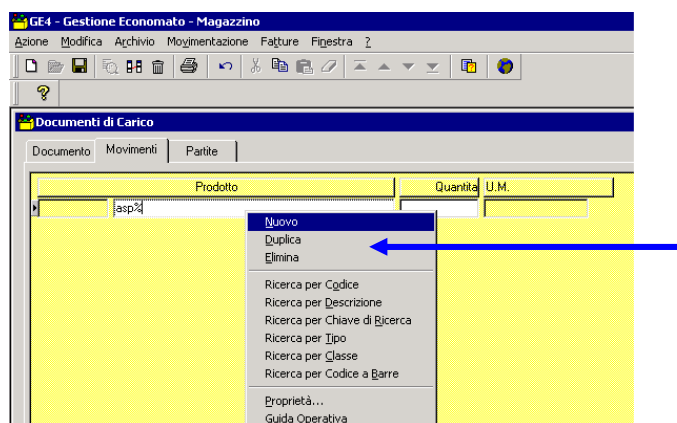 GE4 - Gestione Economato - Magazzino
Azione Modifica Archivio Movimentazione Fatture Finestra ?
Documenti di Carico
Documento Movimenti Partite
Prodotto Quantita U.M.
asp%
Nuovo
Duplica
Elimina
Ricerca per Codice
Ricerca per Descrizione
Ricerca per Chiave di Ricerca
Ricerca per Tipo
Ricerca per Classe
Ricerca per Codice a Barre
Proprietà...
Guida Operativa